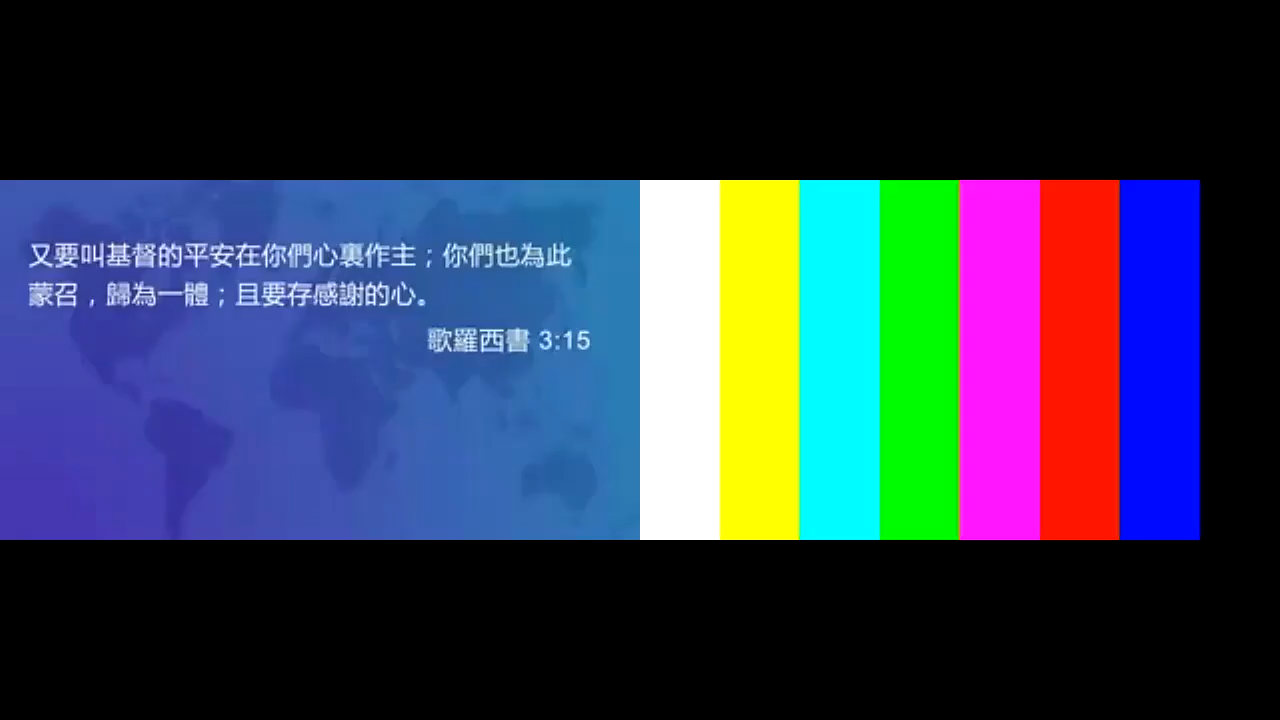 又要叫基督的平安在你們心裏作主；你們也為此
蒙召，歸為一體；且要存感謝的心。
歌羅西書 3:15